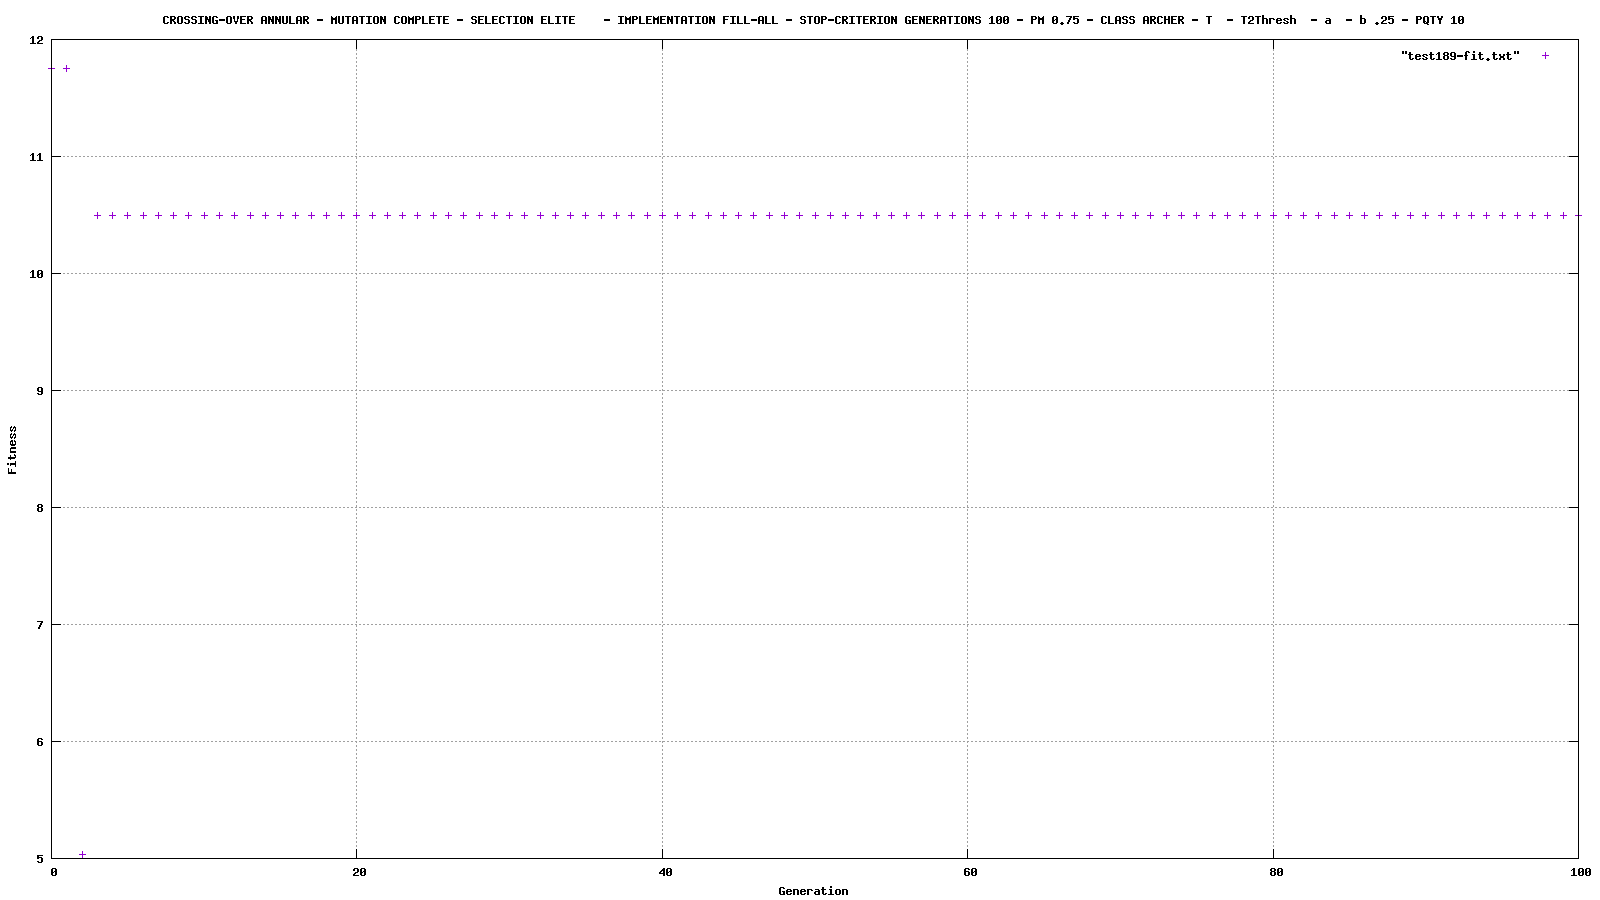 CROSSING-OVER ANNULAR - MUTATION COMPLETE - SELECTION ELITE    - IMPLEMENTATION FILL-ALL - STOP-CRITERION GENERATIONS 100 - PM 0.75 - CLASS ARCHER - T  - T2Thresh  - a  - b .25 - PQTY 10
12
"test189-fit.txt"
11
10
9
8
7
6
5
Fitness
0 20 40 60 80 100
Generation